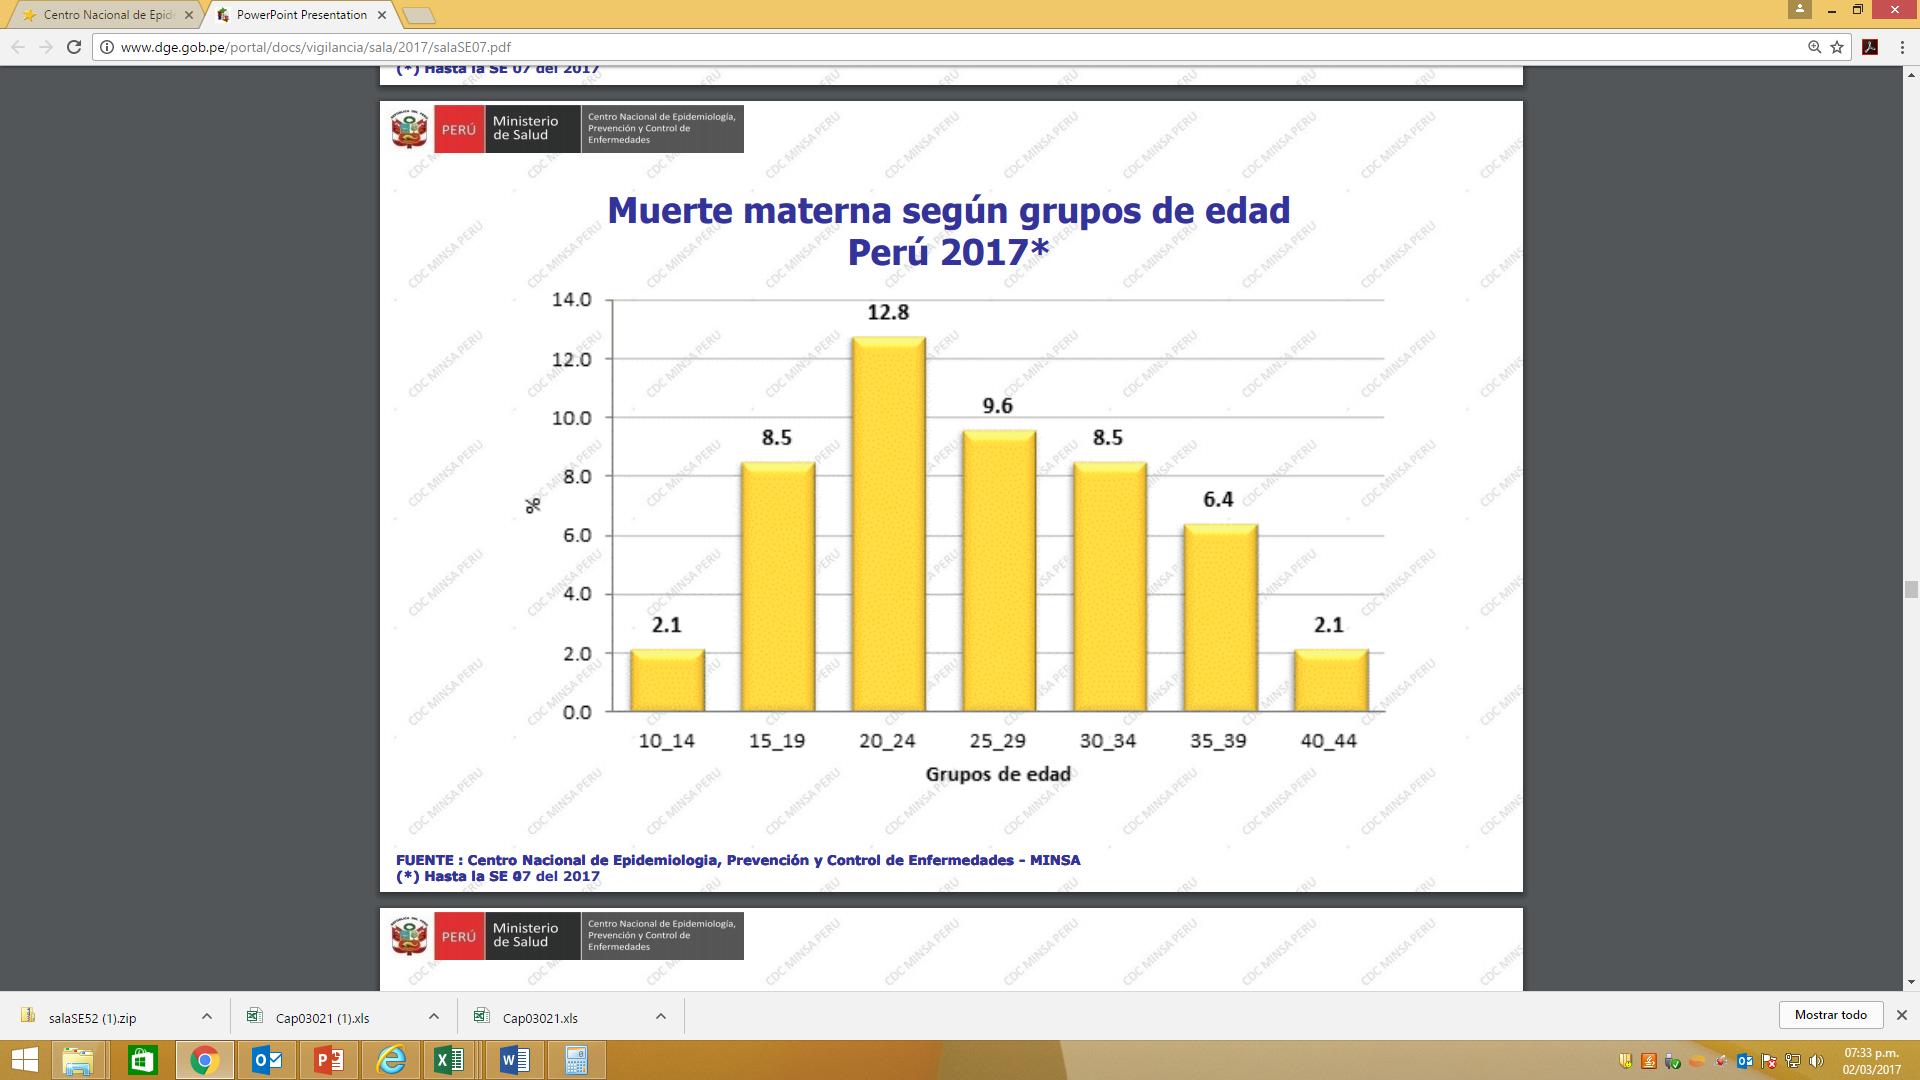 Centro Nacional de Epid
PowerPoint Presentation
www.dge.gob.pe/portal/docs/vigilancia/sala/2017/salaSE07.pdf
(*) Hasta la SE 07 del 2017
PERÚ
Ministerio
de Salud
Centro Nacional de Epidemiología,
Prevención y Control de
Enfermedades
Muerte materna según grupos de edad
Perú 2017*
14.0
12.0
10.0
8.0
6.0
4.0
2.0
0.0
%
2.1
8.5
12.8
9.6
8.5
6.4
2.1
10_14 15_19 20_24 25_29 30_34 35_39 40_44
Grupos de edad
CDC MINSA PERU
FUENTE : Centro Nacional de Epidemiologia, Prevención y Control de Enfermedades - MINSA
(*) Hasta la SE 07 del 2017
PERÚ
Ministerio
de Salud
Centro Nacional de Epidemiología,
Prevención y Control de
Enfermedades
salaSE52 (1).zip
Cap03021 (1).xls
Cap03021.xls
Mostrar todo
07:33 p.m.
02/03/2017